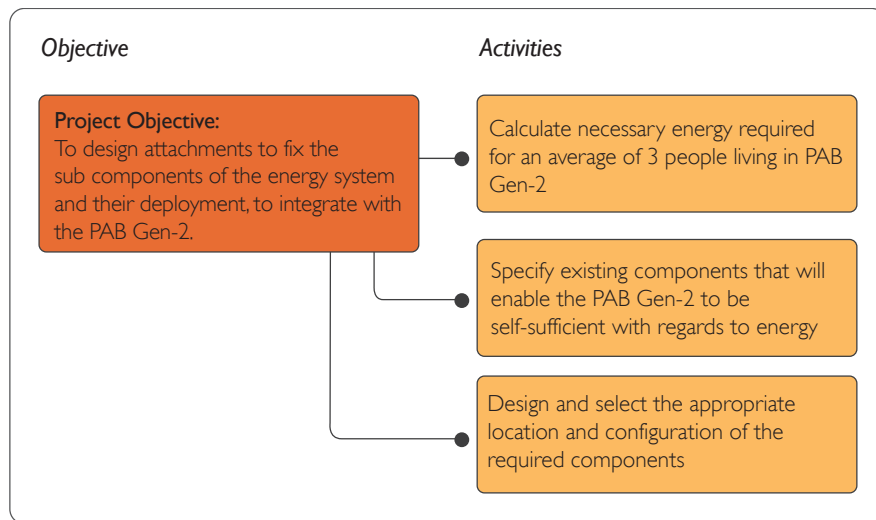 Objective
Activities
Project Objective:
To design attachments to fix the
sub components of the energy system
and their deployment, to integrate with
the PAB Gen-2.
Calculate necessary energy required
for an average of 3 people living in PAB
Gen-2
Specify existing components that will
enable the PAB Gen-2 to be
self-sufficient with regards to energy
Design and select the appropriate
location and configuration of the
required components